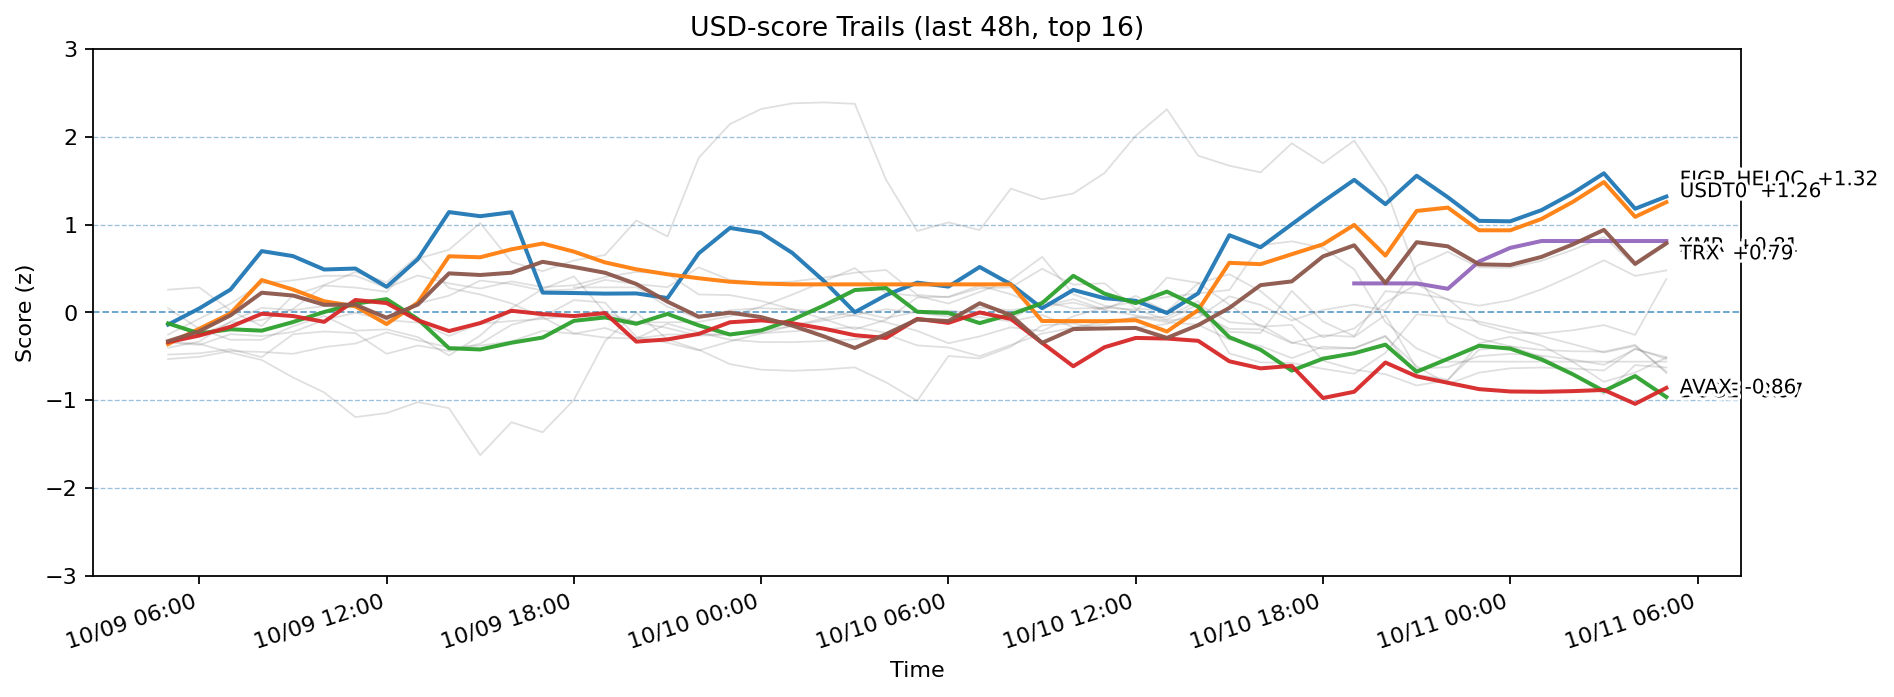 USD-score Trails (last 48h, top 16)
3
2
1
0
−1
−2
−3
Score (z)
FIGR_HELOC +1.32
USDT0 +1.26
TRX +0.79
AVAX -0.86
10/09 06:00
10/09 12:00
10/09 18:00
10/10 00:00
10/10 06:00
10/10 12:00
10/10 18:00
10/11 00:00
10/11 06:00
Time